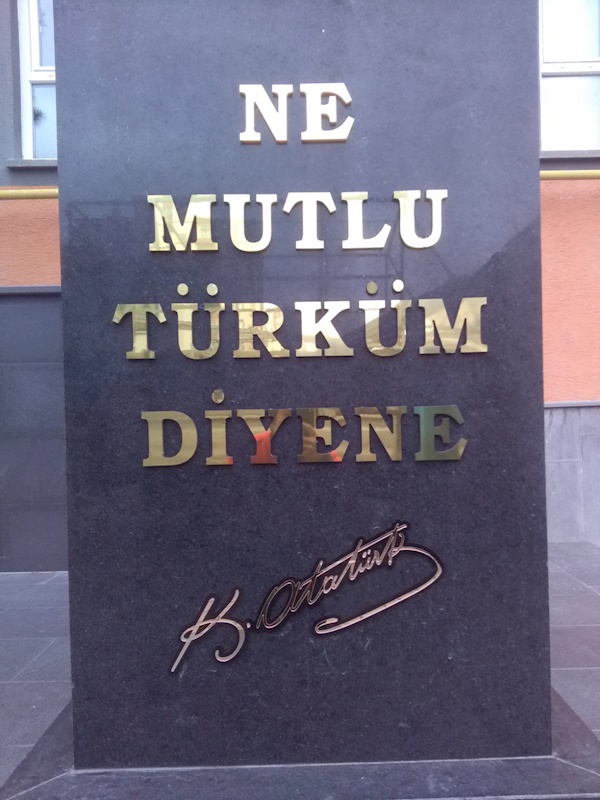 NE
MUTLU
TÜRKÜM
DİYENE
K. Atatürk